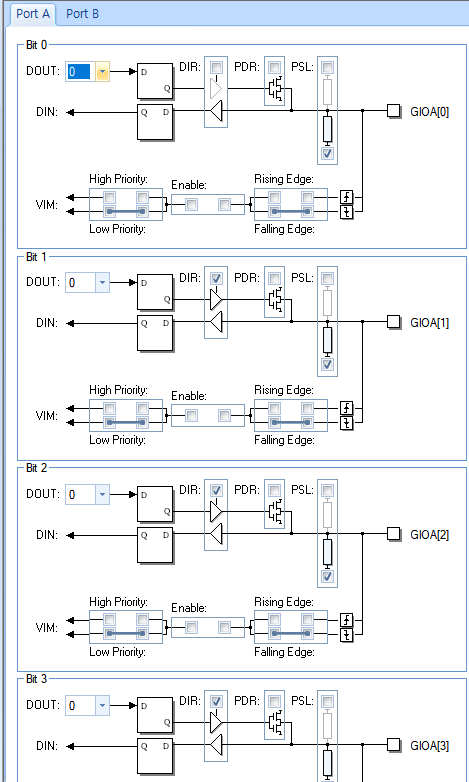 Port A Port B
Bit 0
DOUT: 0 D Q DIR: PDR: PSL:
DIN: Q D GIOA[0]
High Priority: Enable: Rising Edge:
VIM:
Low Priority: Falling Edge:
Bit 1
DOUT: 0 D Q DIR: PDR: PSL:
DIN: Q D GIOA[1]
High Priority: Enable: Rising Edge:
VIM:
Low Priority: Falling Edge:
Bit 2
DOUT: 0 D Q DIR: PDR: PSL:
DIN: Q D GIOA[2]
High Priority: Enable: Rising Edge:
VIM:
Low Priority: Falling Edge:
Bit 3
DOUT: 0 D Q DIR: PDR: PSL:
DIN: Q D GIOA[3]